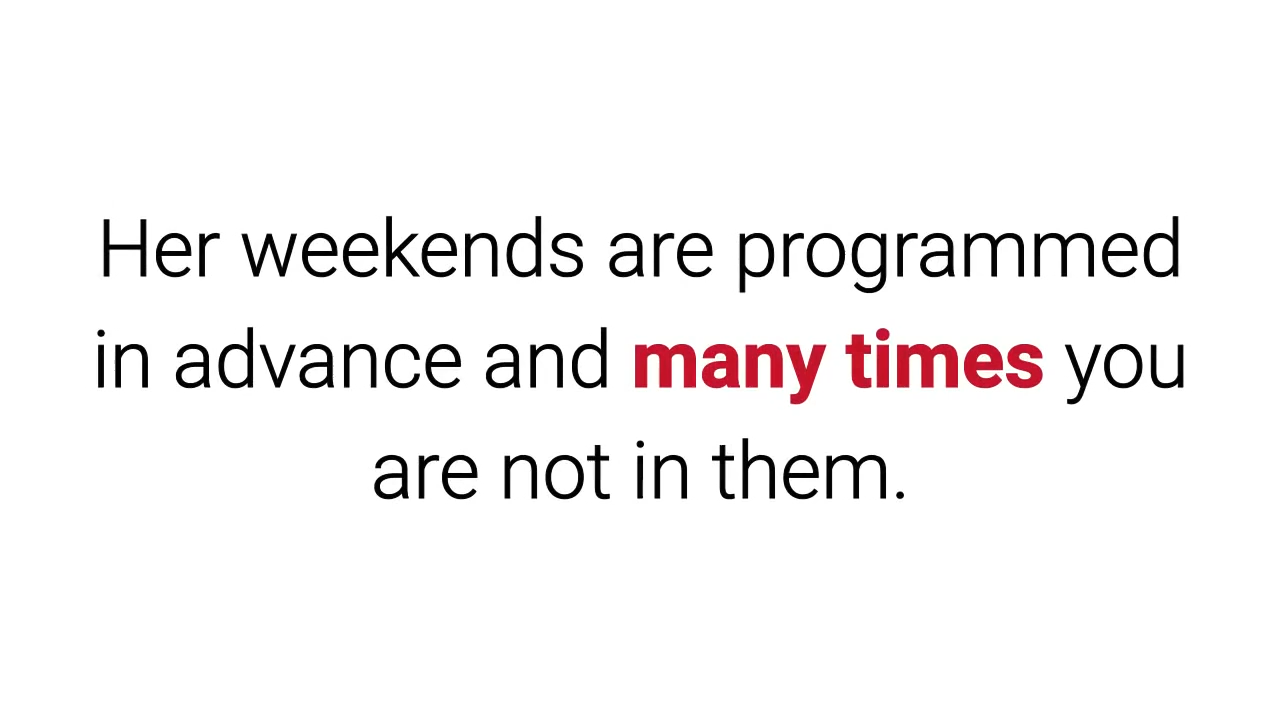 Her weekends are programmed
in advance and many times you
are not in them.